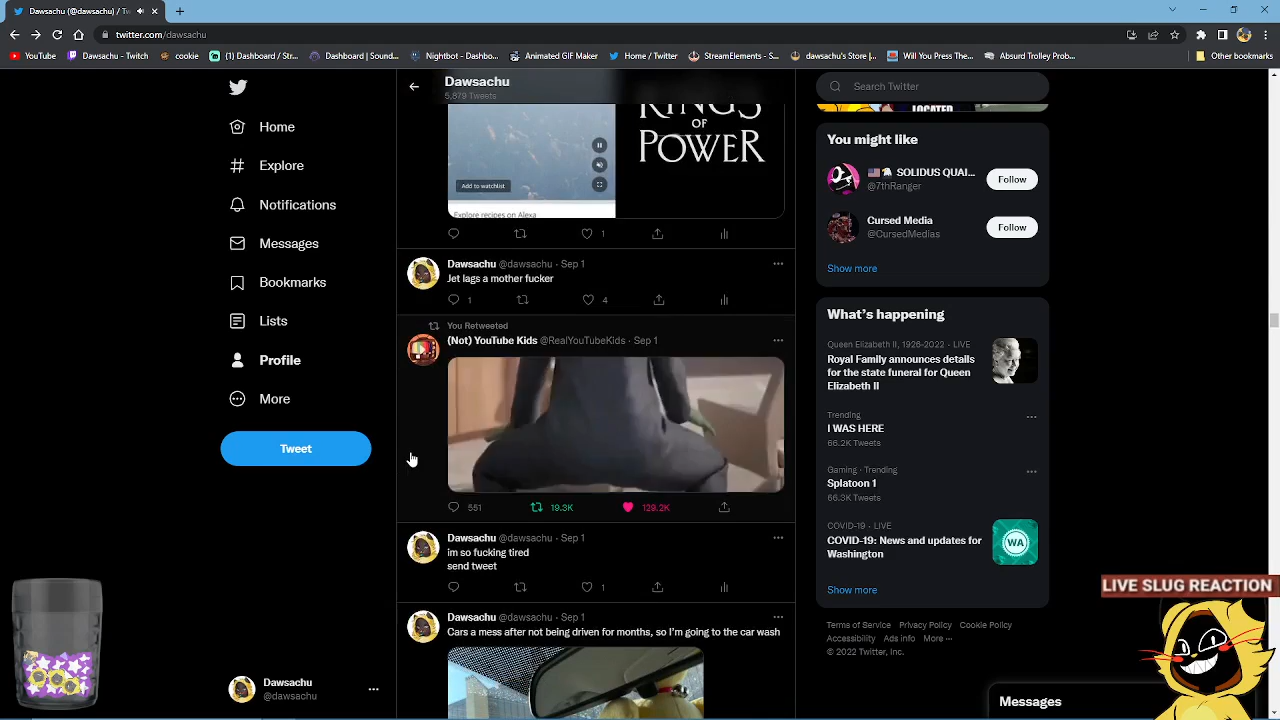 Dawsachu (@dawsachu) / Tw
twitter.com/dawsachu
YouTube
Dawsachu - Twitch
cookie
(1) Dashboard / Str...
Dashboard | Sound...
Nightbot - Dashbo...
Animated GIF Maker
Home / Twitter
StreamElements - S...
dawsachu's Store |...
Will You Press The...
Absurd Trolley Prob...
Other bookmarks
Home
Explore
Notifications
Messages
Bookmarks
Lists
Profile
More
Tweet
Dawsachu
@dawsachu
Dawsachu
5,879 Tweets
RINGS
OF
POWER
Add to watchlist
Explore recipes on Alexa
1
Dawsachu @dawsachu · Sep 1
Jet lags a mother fucker
1 4
You Retweeted
(Not) YouTube Kids @RealYouTubeKids · Sep 1
551 19.3K 129.2K
Dawsachu @dawsachu · Sep 1
im so fucking tired
send tweet
1
Dawsachu @dawsachu · Sep 1
Cars a mess after not being driven for months, so I'm going to the car wash
Search Twitter
LOCATED
You might like
SOLIDUS QUAI...
@7thRanger
Follow
Cursed Media
@CursedMedias
Follow
Show more
What's happening
Queen Elizabeth II, 1926-2022 · LIVE
Royal Family announces details
for the state funeral for Queen
Elizabeth II
Trending
I WAS HERE
66.2K Tweets
Gaming · Trending
Splatoon 1
66.3K Tweets
COVID-19 · LIVE
COVID-19: News and updates for
Washington
WA
Show more
Terms of Service Privacy Policy Cookie Policy
Accessibility Ads info More ...
© 2022 Twitter, Inc.
LIVE SLUG REACTION
Messages